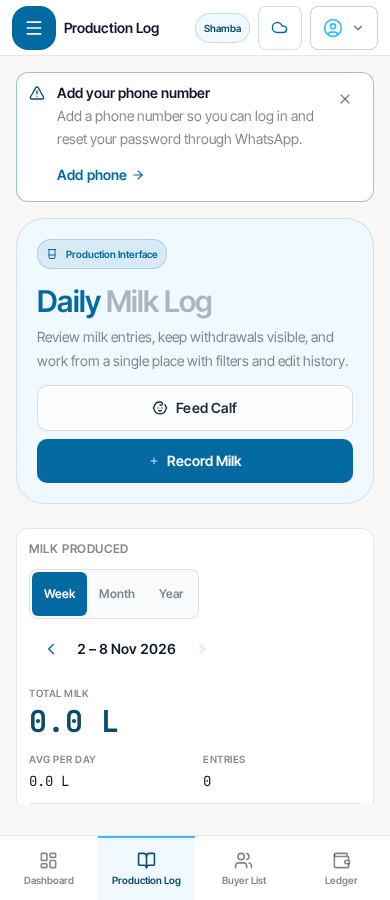 Production Log
Shamba
Add your phone number
Add a phone number so you can log in and
reset your password through WhatsApp.
Add phone →
Production Interface
Daily Milk Log
Review milk entries, keep withdrawals visible, and
work from a single place with filters and edit history.
Feed Calf
+ Record Milk
MILK PRODUCED
Week Month Year
2 – 8 Nov 2026
TOTAL MILK
0.0 L
AVG PER DAY ENTRIES
0.0 L 0
Dashboard Production Log Buyer List Ledger